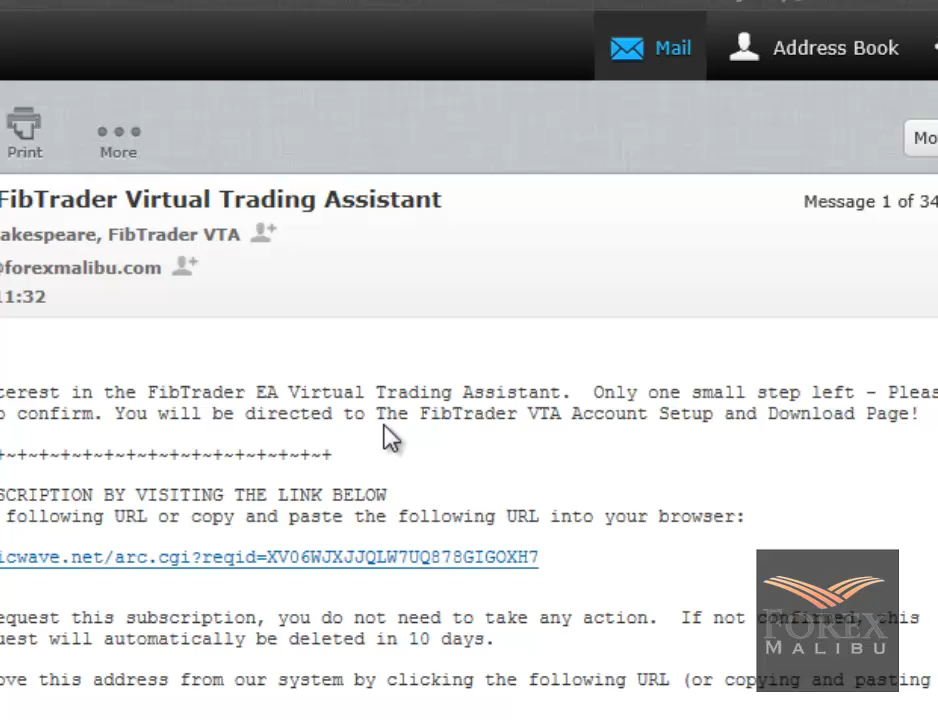 Mail
Address Book
Print
More
Mo
FibTrader Virtual Trading Assistant
Message 1 of 34
akespeare, FibTrader VTA
@forexmalibu.com
11:32
terest in the FibTrader EA Virtual Trading Assistant.  Only one small step left - Pleas
o confirm. You will be directed to The FibTrader VTA Account Setup and Download Page!
+~+~+~+~+~+~+~+~+~+~+~+~+~+~+~+
SCRIPTION BY VISITING THE LINK BELOW
following URL or copy and paste the following URL into your browser:
icwave.net/arc.cgi?reqid=XV06WJXJJQLW7UQ878GIGOXH7
equest this subscription, you do not need to take any action.  If not confirmed, this
uest will automatically be deleted in 10 days.
ove this address from our system by clicking the following URL (or copying and pasting
FOREX
MALIBU